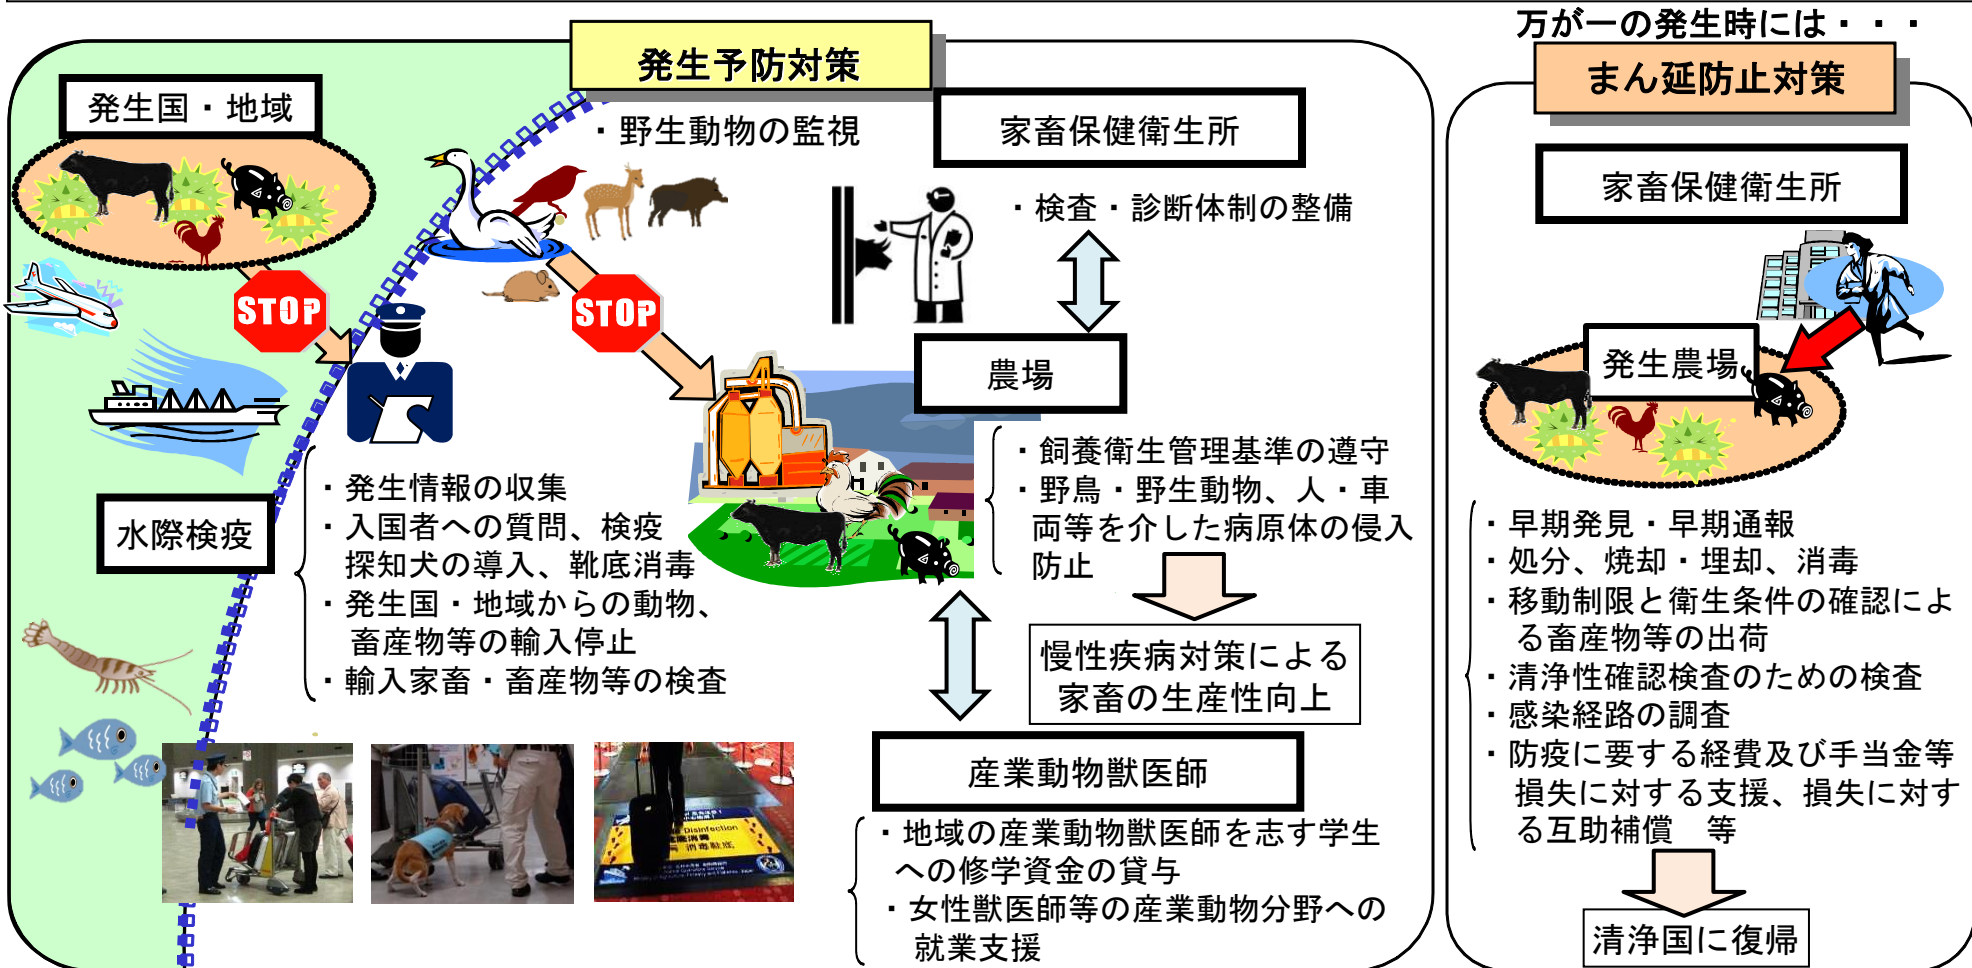 発生予防対策
発生国・地域
STOP
水際検疫
・発生情報の収集
・入国者への質問、検疫
探知犬の導入、靴底消毒
・発生国・地域からの動物、
畜産物等の輸入停止
・輸入家畜・畜産物等の検査
・野生動物の監視
STOP
家畜保健衛生所
・検査・診断体制の整備
農場
・飼養衛生管理基準の遵守
・野鳥・野生動物、人・車
両等を介した病原体の侵入
防止
慢性疾病対策による
家畜の生産性向上
産業動物獣医師
・地域の産業動物獣医師を志す学生
への修学資金の貸与
・女性獣医師等の産業動物分野への
就業支援
Disinfection
万が一の発生時には・・・
まん延防止対策
家畜保健衛生所
発生農場
・早期発見・早期通報
・処分、焼却・埋却、消毒
・移動制限と衛生条件の確認によ
る畜産物等の出荷
・清浄性確認検査のための検査
・感染経路の調査
・防疫に要する経費及び手当金等
損失に対する支援、損失に対す
る互助補償　等
清浄国に復帰